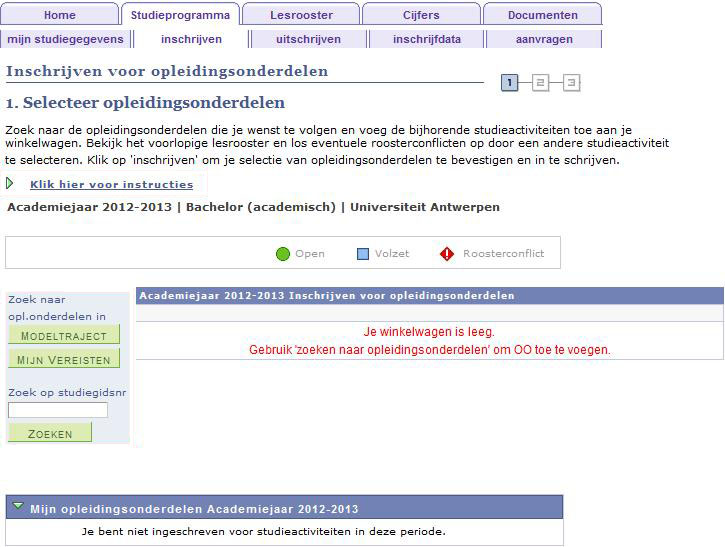 Home Studieprogramma Lesrooster Cijfers Documenten
mijn studiegegevens inschrijven uitschrijven inschrijfdata aanvragen
Inschrijven voor opleidingsonderdelen
1 2 3
1. Selecteer opleidingsonderdelen
Zoek naar de opleidingsonderdelen die je wenst te volgen en voeg de bijhorende studieactiviteiten toe aan je
winkelwagen. Bekijk het voorlopige lesrooster en los eventuele roosterconflicten op door een andere studieactiviteit
te selecteren. Klik op 'inschrijven' om je selectie van opleidingsonderdelen te bevestigen en in te schrijven.
Klik hier voor instructies
Academiejaar 2012-2013 | Bachelor (academisch) | Universiteit Antwerpen
Open Volzet Roosterconflict
Zoek naar
opl.onderdelen in
MODELTRAJECT
MIJN VEREISTEN
Zoek op studiegidsnr
ZOEKEN
Academiejaar 2012-2013 Inschrijven voor opleidingsonderdelen
Je winkelwagen is leeg.
Gebruik 'zoeken naar opleidingsonderdelen' om OO toe te voegen.
Mijn opleidingsonderdelen Academiejaar 2012-2013
Je bent niet ingeschreven voor studieactiviteiten in deze periode.